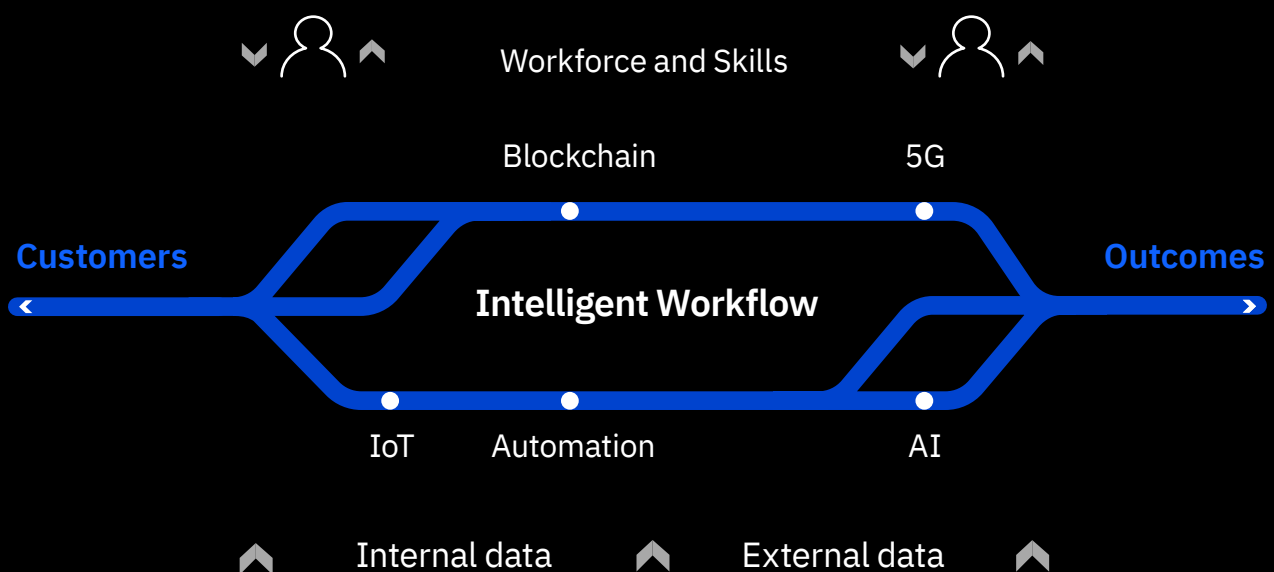 Workforce and Skills
Blockchain
5G
Customers
Outcomes
Intelligent Workflow
IoT
Automation
AI
Internal data
External data